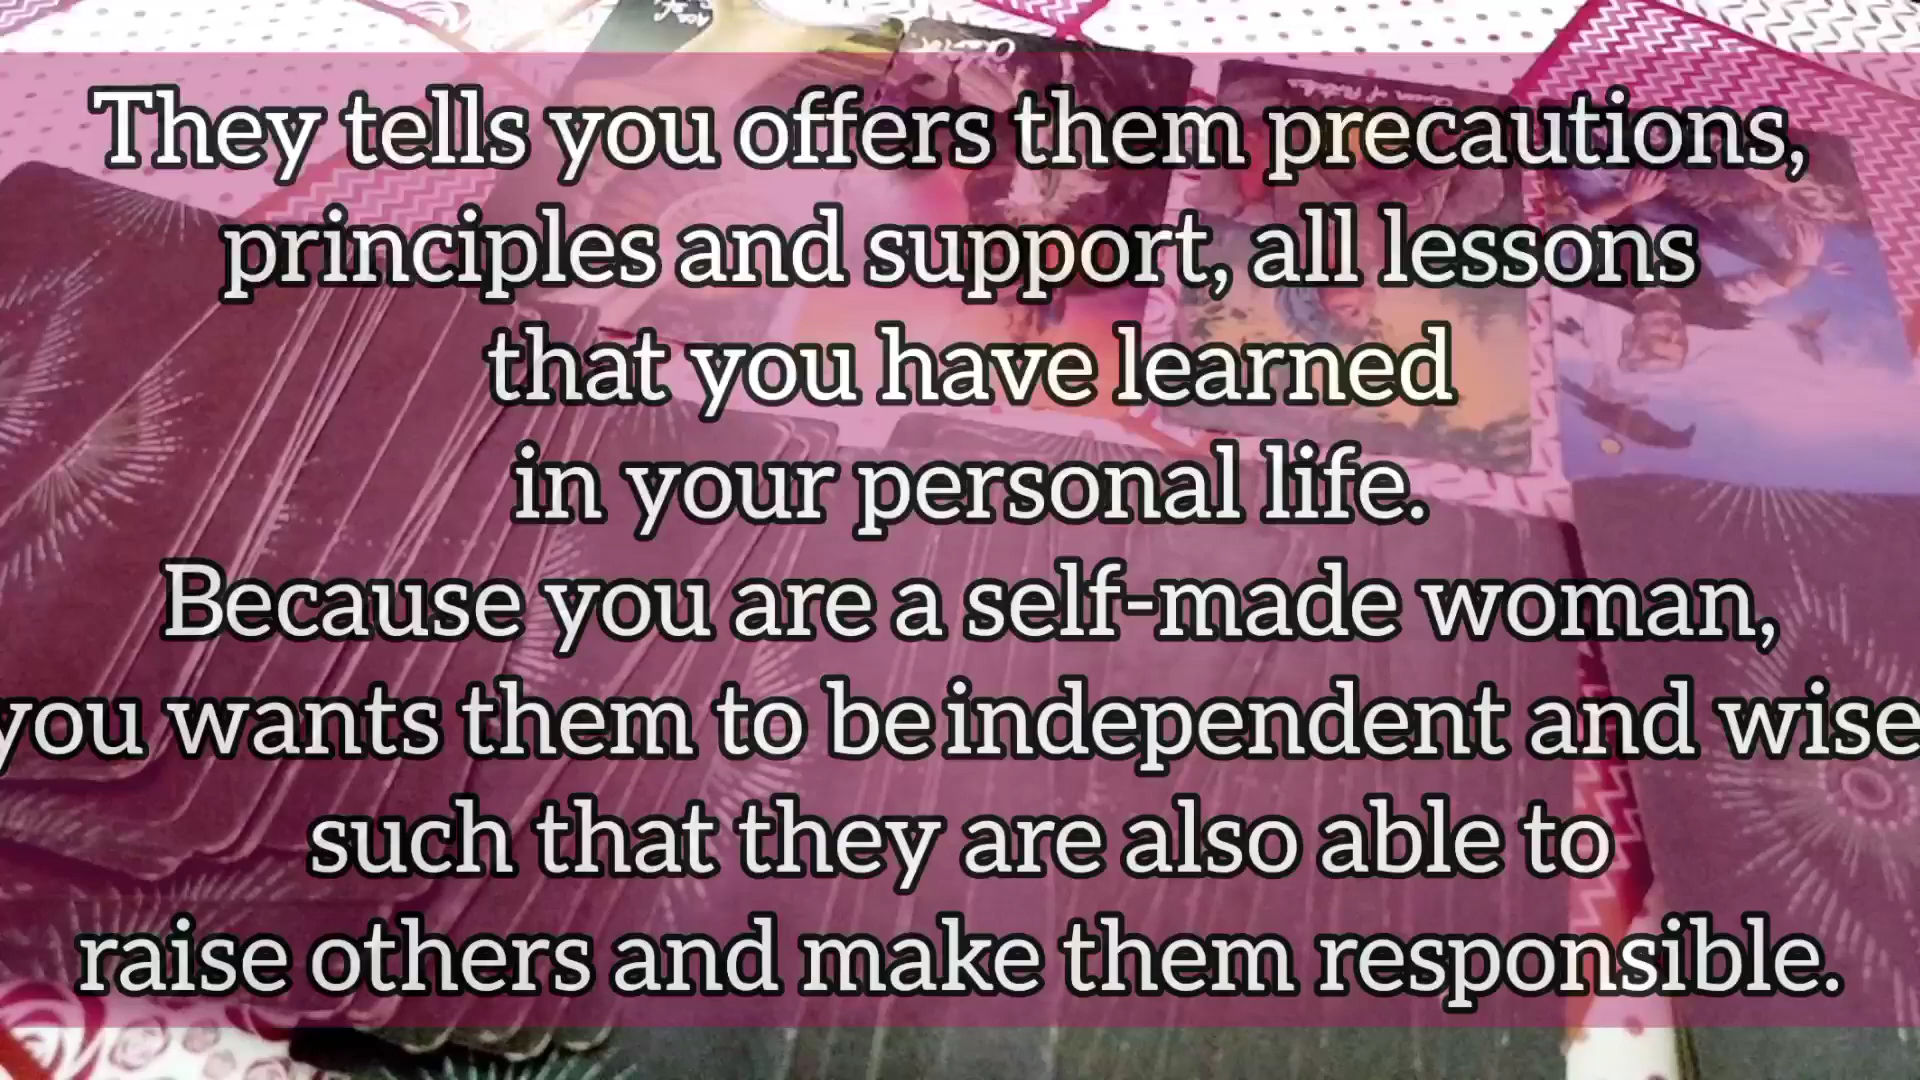 They tells you offers them precautions,
principles and support, all lessons
that you have learned
in your personal life.
Because you are a self-made woman,
you wants them to be independent and wise
such that they are also able to
raise others and make them responsible.